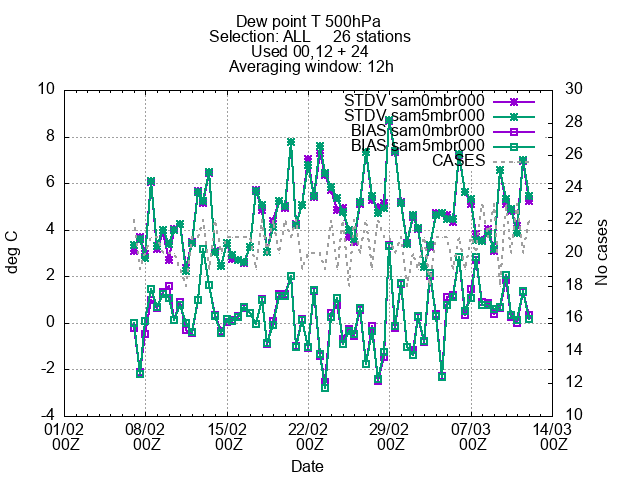 Dew point T 500hPa
Selection: ALL 26 stations
Used 00,12 + 24
Averaging window: 12h
STDV sam0mbr000
STDV sam5mbr000
BIAS sam0mbr000
BIAS sam5mbr000
CASES
deg C
10
8
6
4
2
0
-2
-4
No cases
30
28
26
24
22
20
18
16
14
12
10
01/02 08/02 15/02 22/02 29/02 07/03 14/03
00Z 00Z 00Z 00Z 00Z 00Z 00Z
Date